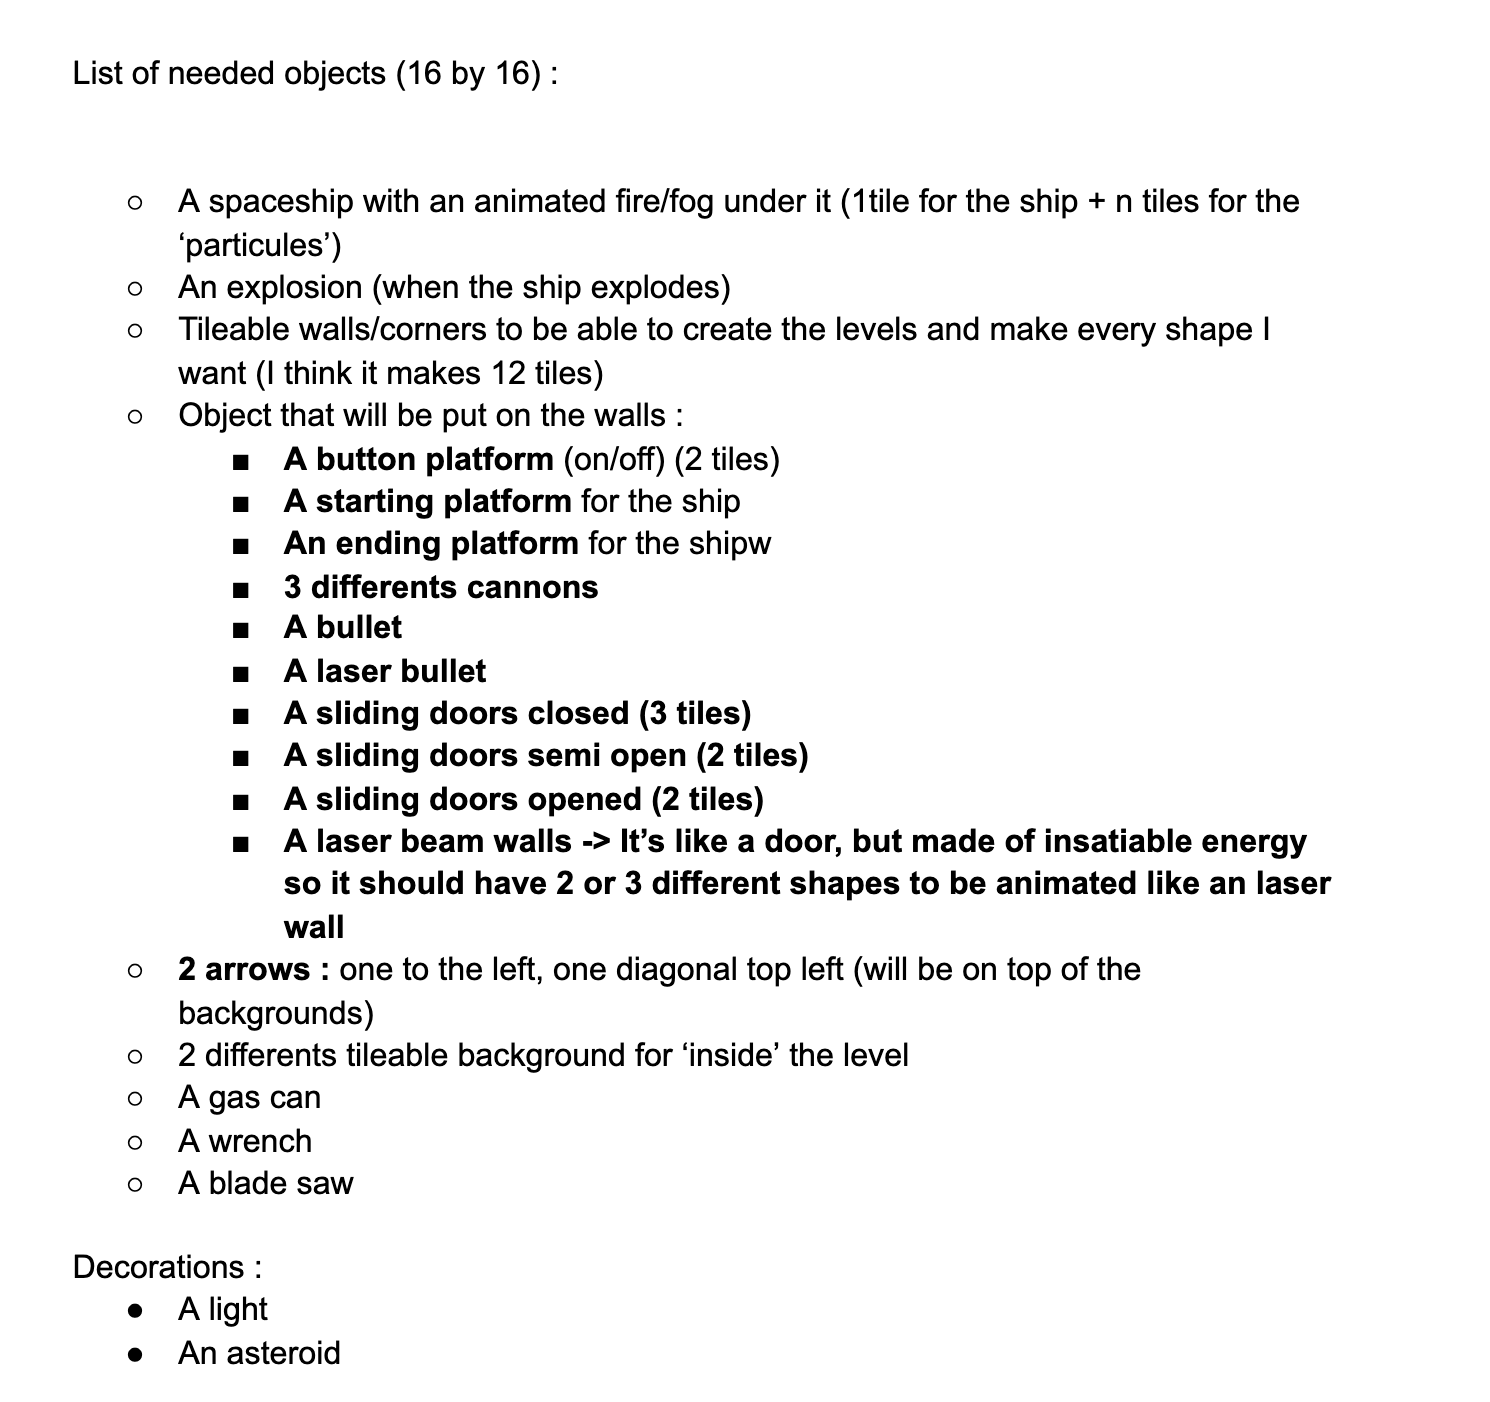 List of needed objects (16 by 16) :
○ A spaceship with an animated fire/fog under it (1tile for the ship + n tiles for the
‘particules’)
○ An explosion (when the ship explodes)
○ Tileable walls/corners to be able to create the levels and make every shape I
want (I think it makes 12 tiles)
○ Object that will be put on the walls :
■ A button platform (on/off) (2 tiles)
■ A starting platform for the ship
■ An ending platform for the shipw
■ 3 differents cannons
■ A bullet
■ A laser bullet
■ A sliding doors closed (3 tiles)
■ A sliding doors semi open (2 tiles)
■ A sliding doors opened (2 tiles)
■ A laser beam walls -> It’s like a door, but made of insatiable energy
so it should have 2 or 3 different shapes to be animated like an laser
wall
○ 2 arrows : one to the left, one diagonal top left (will be on top of the
backgrounds)
○ 2 differents tileable background for ‘inside’ the level
○ A gas can
○ A wrench
○ A blade saw
Decorations :
● A light
● An asteroid